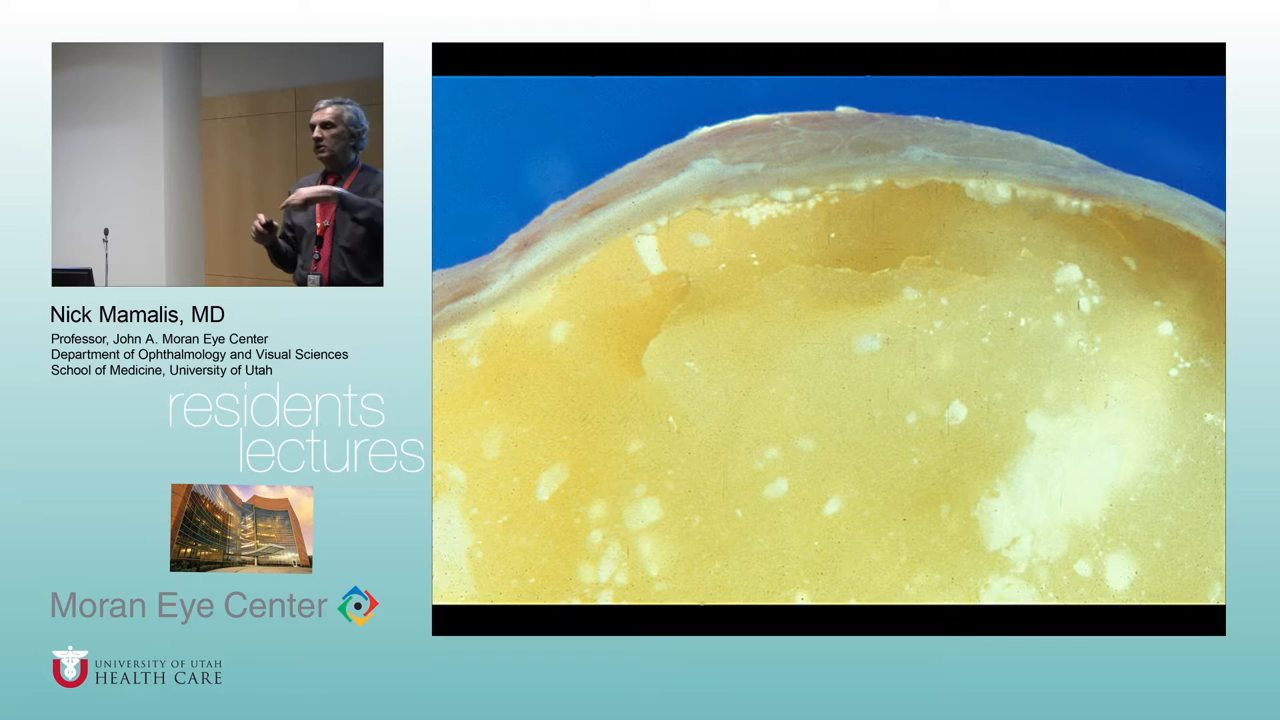 Nick Mamalis, MD
Professor, John A. Moran Eye Center
Department of Ophthalmology and Visual Sciences
School of Medicine, University of Utah
residents
lectures
Moran Eye Center
UNIVERSITY OF UTAH
HEALTH CARE